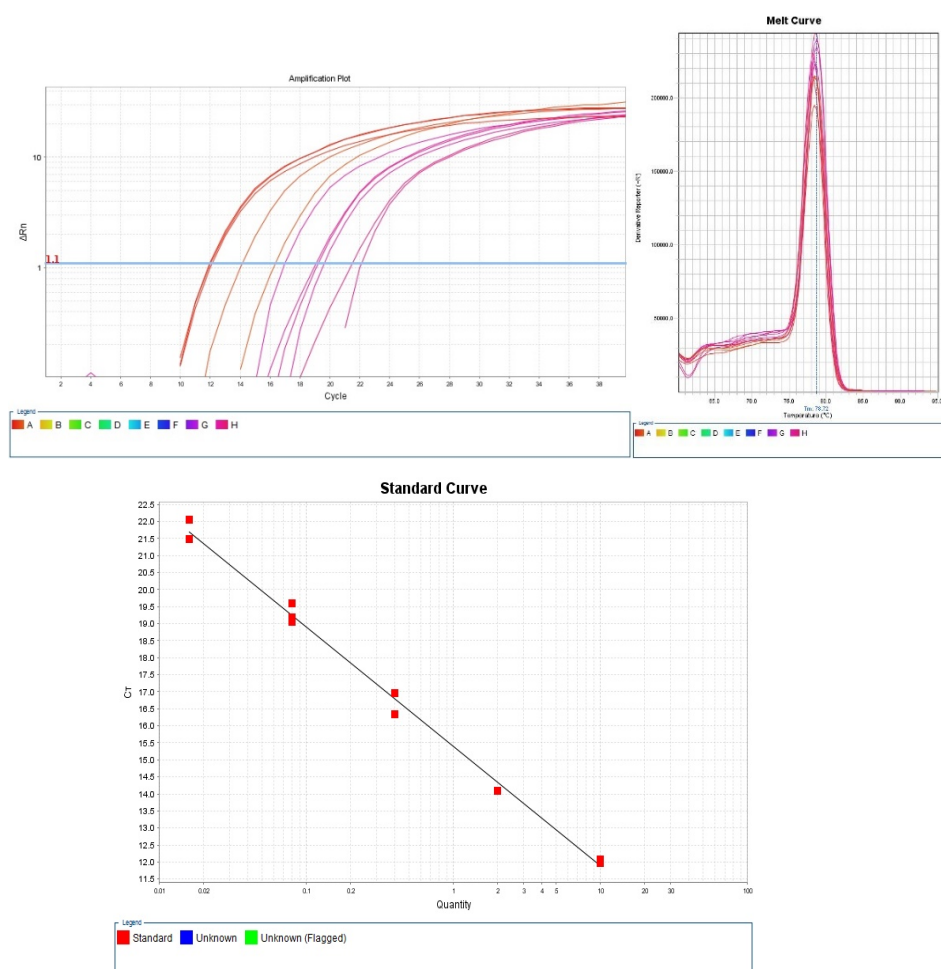 Amplification Plot
ΔRn
10
1
1.1
2 4 6 8 10 12 14 16 18 20 22 24 26 28 30 32 34 36 38
Cycle
Legend
A B C D E F G H
Melt Curve
Derivative Reporter (-Rn)
200000.0
150000.0
100000.0
50000.0
65.0 70.0 75.0 80.0 85.0 90.0 95.0
Tm: 78.72
Temperature (°C)
Legend
A B C D E F G H
Standard Curve
CT
22.5
22.0
21.5
21.0
20.5
20.0
19.5
19.0
18.5
18.0
17.5
17.0
16.5
16.0
15.5
15.0
14.5
14.0
13.5
13.0
12.5
12.0
11.5
0.01 0.02 0.1 0.2 1 2 3 4 5 10 20 30 100
Quantity
Legend
Standard Unknown Unknown (Flagged)